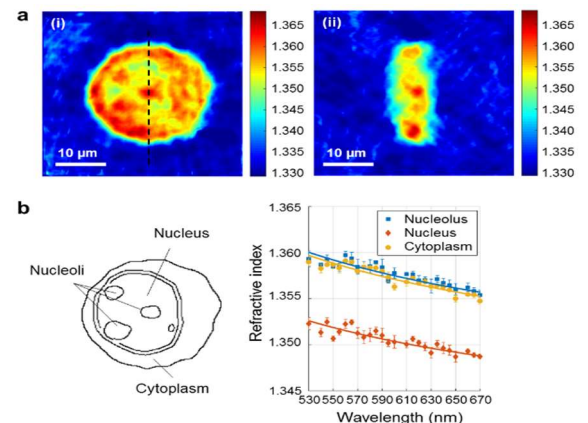 a
(i)
1.365
1.360
1.355
1.350
1.345
1.340
1.335
1.330
10 µm
(ii)
1.365
1.360
1.355
1.350
1.345
1.340
1.335
1.330
10 µm
b
Nucleus
Nucleoli
Cytoplasm
1.365
1.360
1.355
1.350
1.345
Refractive index
Nucleolus
Nucleus
Cytoplasm
530 550 570 590 610 630 650 670
Wavelength (nm)